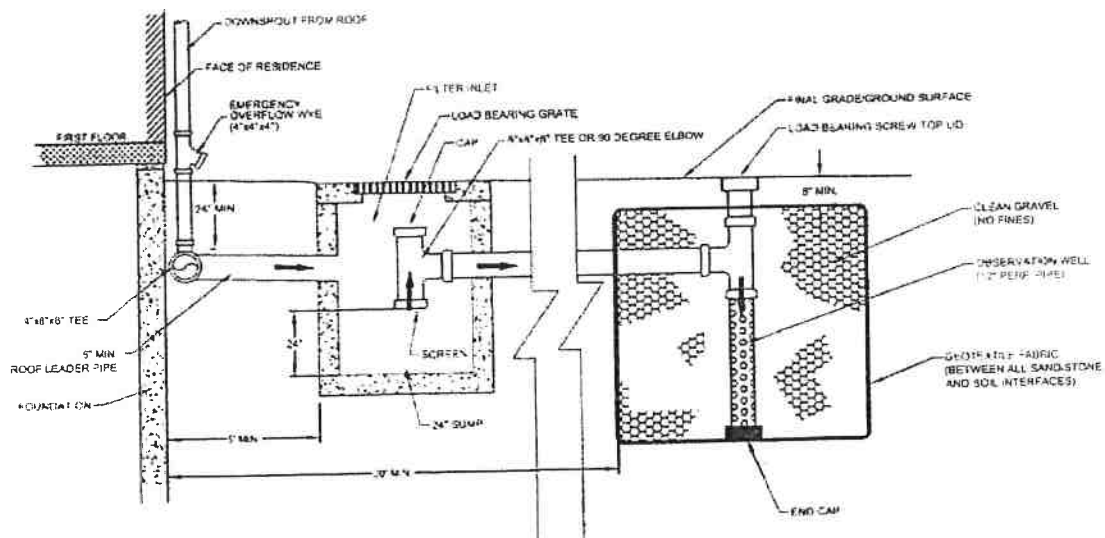 DOWNSPOUT FROM ROOF
FACE OF RESIDENCE
EMERGENCY
OVERFLOW WYE
(4"x4"x4")
FIRST FLOOR
24" MIN
4"x6"x6" TEE
MIN
ROOF LEADER PIPE
FOUNDATION
FILTER INLET
LOAD BEARING GRATE
CAP
TEE OR 90 DEGREE ELBOW
24"
SCREEN
24" SUMP
MIN
MIN
FINAL GRADE/GROUND SURFACE
LOAD BEARING SCREW TOP LID
MIN.
CLEAN GRAVEL
(NO FINES)
OBSERVATION WELL
PERF. PIPE)
GEOTEXTILE FABRIC
(BETWEEN ALL SAND-STONE
AND SOIL INTERFACES)
END CAP